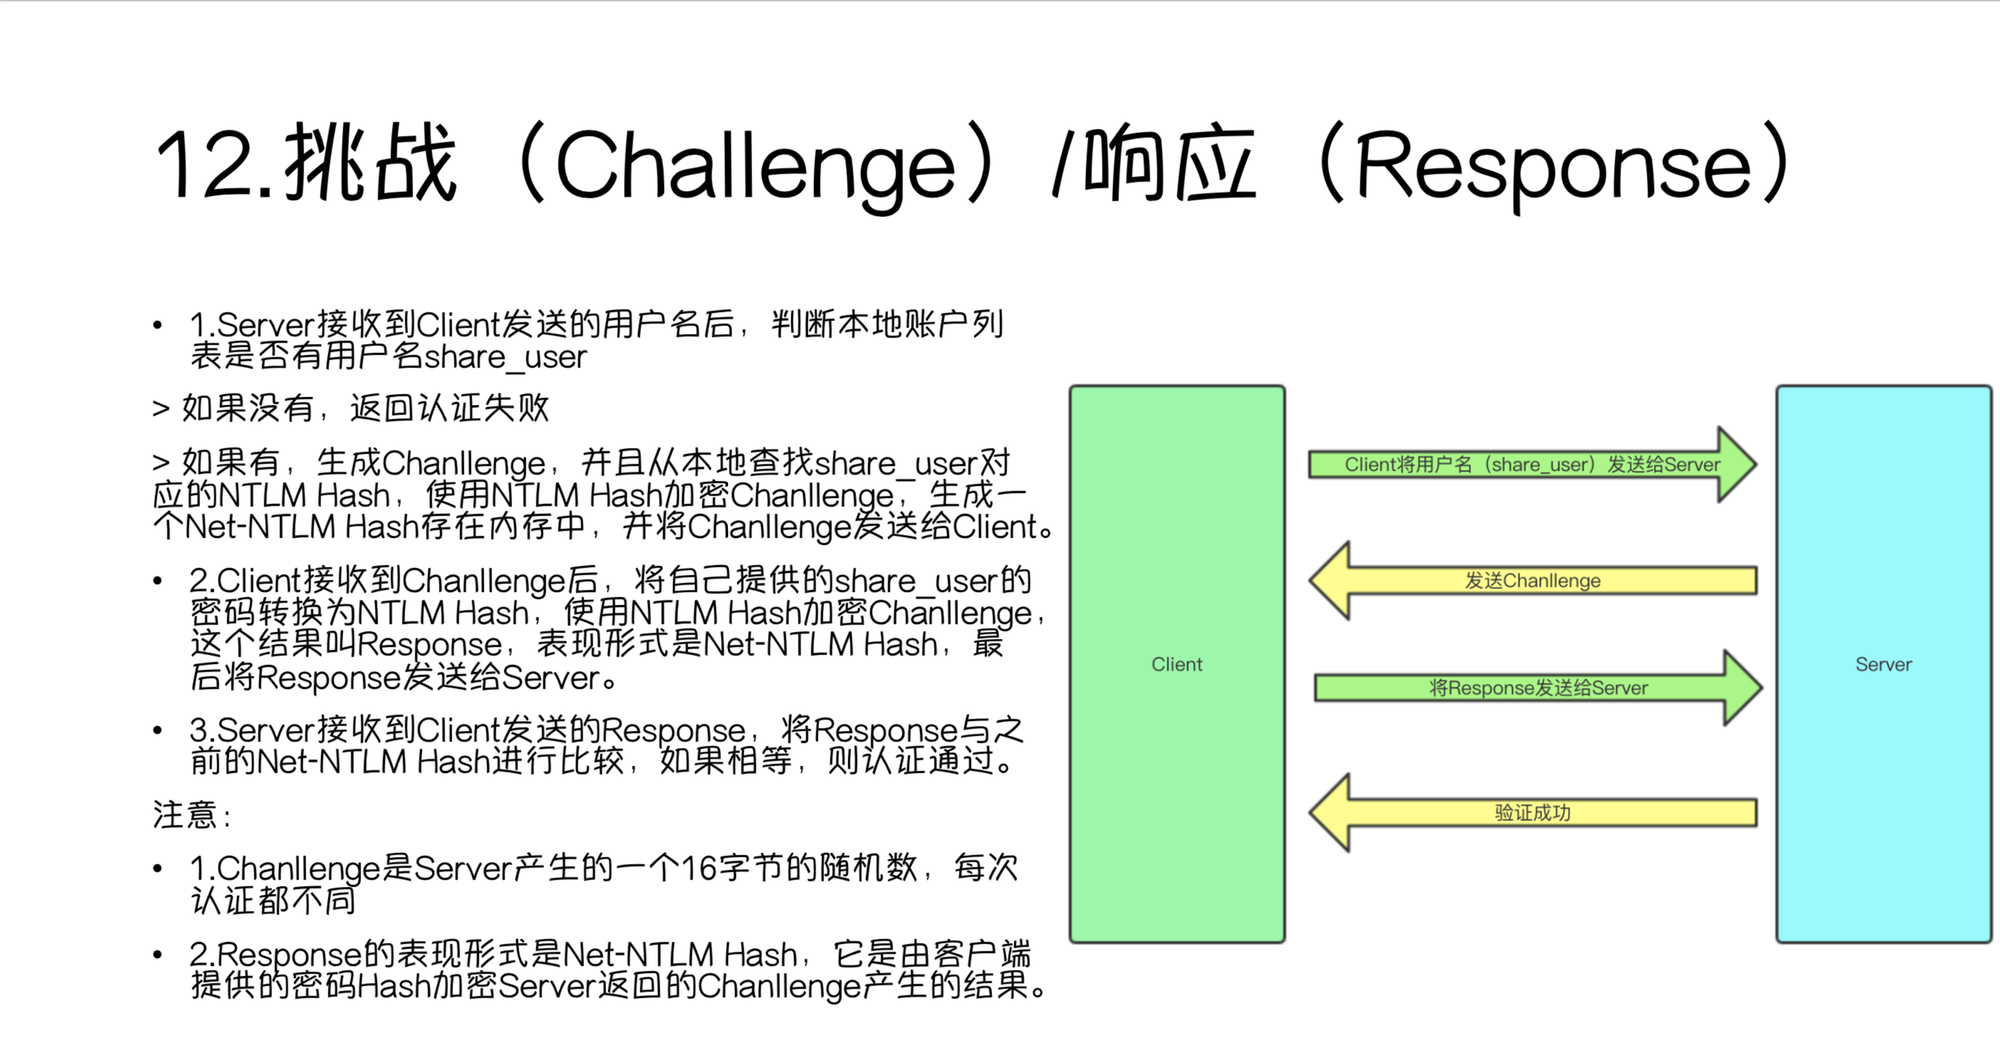 12.挑战（Challenge）/响应（Response）
• 1.Server接收到Client发送的用户名后，判断本地账户列
表是否有用户名share_user
> 如果没有，返回认证失败
> 如果有，生成Chanllenge，并且从本地查找share_user对
应的NTLM Hash，使用NTLM Hash加密Chanllenge，生成一
个Net-NTLM Hash存在内存中，并将Chanllenge发送给Client。
• 2.Client接收到Chanllenge后，将自己提供的share_user的
密码转换为NTLM Hash，使用NTLM Hash加密Chanllenge，
这个结果叫Response，表现形式是Net-NTLM Hash，最
后将Response发送给Server。
• 3.Server接收到Client发送的Response，将Response与之
前的Net-NTLM Hash进行比较，如果相等，则认证通过。
注意：
• 1.Chanllenge是Server产生的一个16字节的随机数，每次
认证都不同
• 2.Response的表现形式是Net-NTLM Hash，它是由客户端
提供的密码Hash加密Server返回的Chanllenge产生的结果。
Client
Client将用户名（share_user）发送给Server
发送Chanllenge
将Response发送给Server
验证成功
Server